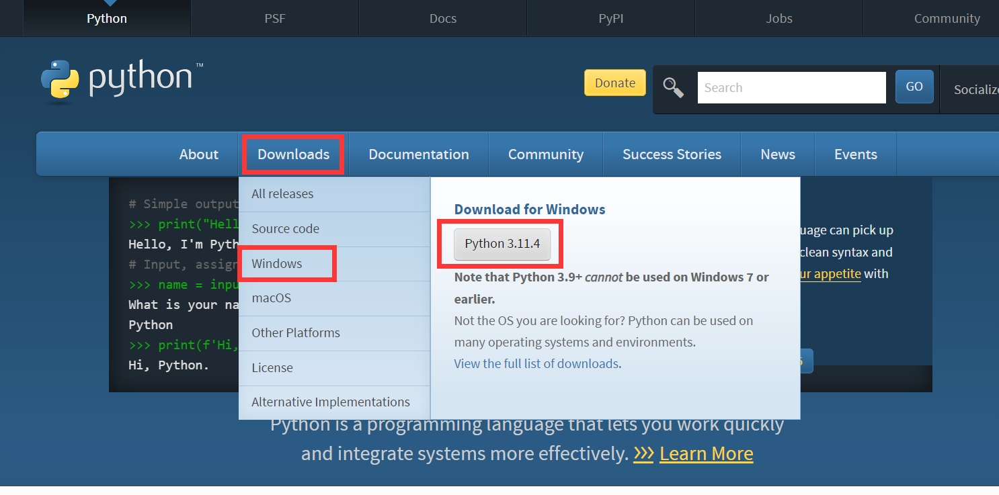 Python PSF Docs PyPI Jobs Community
python™
Donate Search GO Socialize
About Downloads Documentation Community Success Stories News Events
All releases
Source code
Windows
macOS
Other Platforms
License
Alternative Implementations
Download for Windows
Python 3.11.4
Note that Python 3.9+ cannot be used on Windows 7 or
earlier.
Not the OS you are looking for? Python can be used on
many operating systems and environments.
View the full list of downloads.
# Simple output
>>> print("Hell
Hello, I'm Pyth
# Input, assign
>>> name = inpu
What is your na
Python
>>> print(f'Hi,
Hi, Python.
uage can pick up
clean syntax and
ur appetite with
5
Python is a programming language that lets you work quickly
and integrate systems more effectively. >>> Learn More